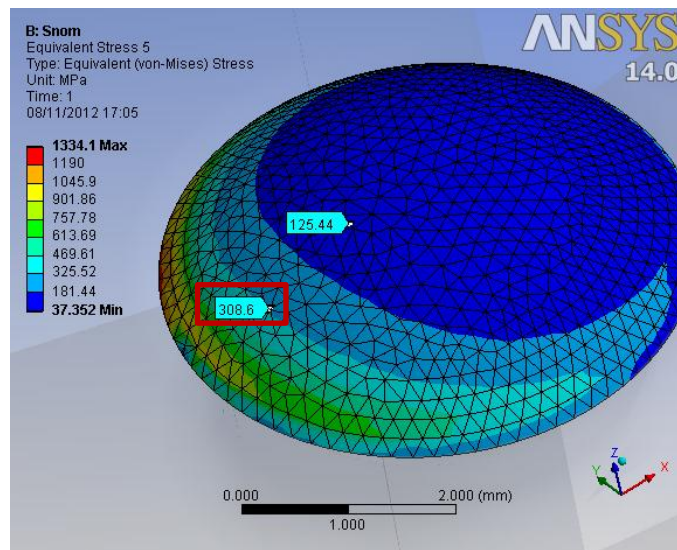 B: Snom
Equivalent Stress 5
Type: Equivalent (von-Mises) Stress
Unit: MPa
Time: 1
08/11/2012 17:05
ANSYS
14.0
1334.1 Max
1190
1045.9
901.86
757.78
613.69
469.61
325.52
181.44
37.352 Min
125.44
308.6
Z
Y
X
0.000
2.000 (mm)
1.000